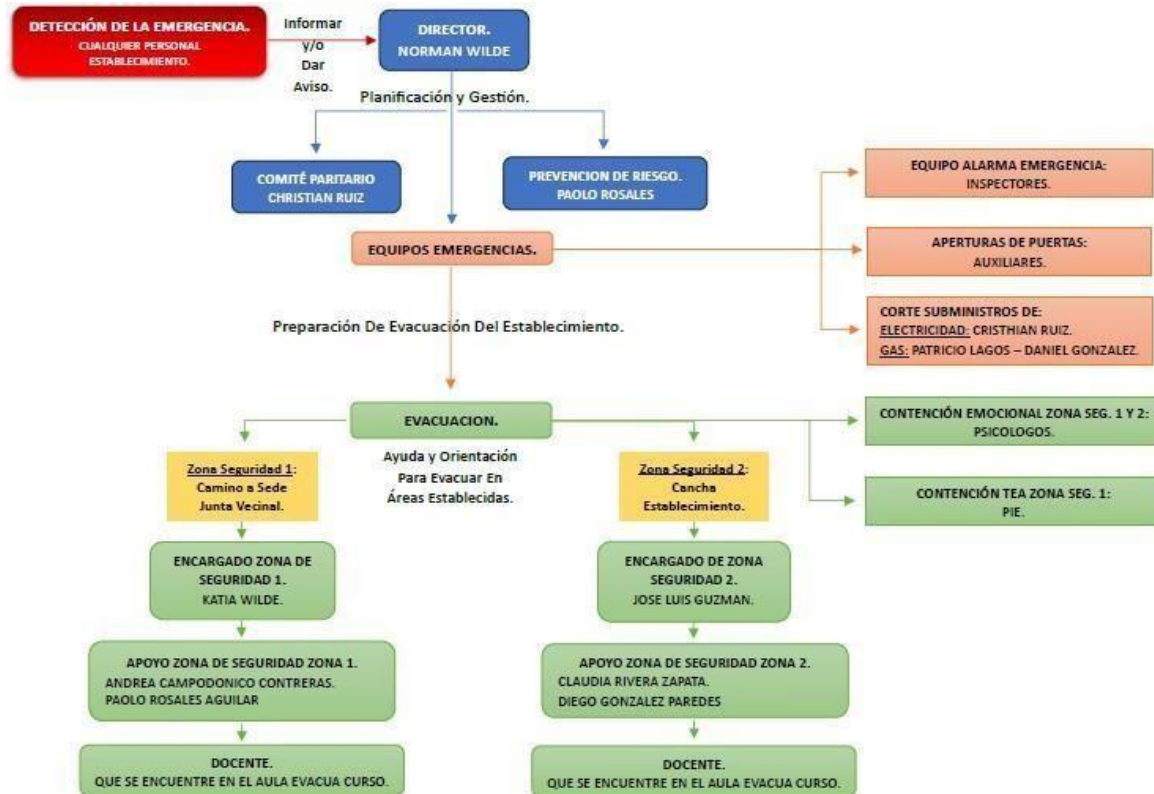 DETECCIÓN DE LA EMERGENCIA.
CUALQUIER PERSONAL
ESTABLECIMIENTO.
Informar
y/o
Dar
Aviso.
DIRECTOR.
NORMAN WILDE
Planificación y Gestión.
COMITÉ PARITARIO
CHRISTIAN RUIZ
PREVENCION DE RIESGO.
PAOLO ROSALES
EQUIPO ALARMA EMERGENCIA:
INSPECTORES.
EQUIPOS EMERGENCIAS.
APERTURAS DE PUERTAS:
AUXILIARES.
CORTE SUBMINISTROS DE:
ELECTRICIDAD: CRISTHIAN RUIZ.
GAS: PATRICIO LAGOS – DANIEL GONZALEZ.
Preparación De Evacuación Del Establecimiento.
EVACUACION.
Ayuda y Orientación
Para Evacuar En
Áreas Establecidas.
CONTENCIÓN EMOCIONAL ZONA SEG. 1 Y 2:
PSICOLOGOS.
CONTENCIÓN TEA ZONA SEG. 1:
PIE.
Zona Seguridad 1:
Camino a Sede
Junta Vecinal.
Zona Seguridad 2:
Cancha
Establecimiento.
ENCARGADO ZONA DE
SEGURIDAD 1.
KATIA WILDE.
ENCARGADO DE ZONA
SEGURIDAD 2.
JOSE LUIS GUZMAN.
APOYO ZONA DE SEGURIDAD ZONA 1.
ANDREA CAMPODONICO CONTRERAS.
PAOLO ROSALES AGUILAR
APOYO ZONA DE SEGURIDAD ZONA 2.
CLAUDIA RIVERA ZAPATA.
DIEGO GONZALEZ PAREDES
DOCENTE.
QUE SE ENCUENTRE EN EL AULA EVACUA CURSO.
DOCENTE.
QUE SE ENCUENTRE EN EL AULA EVACUA CURSO.